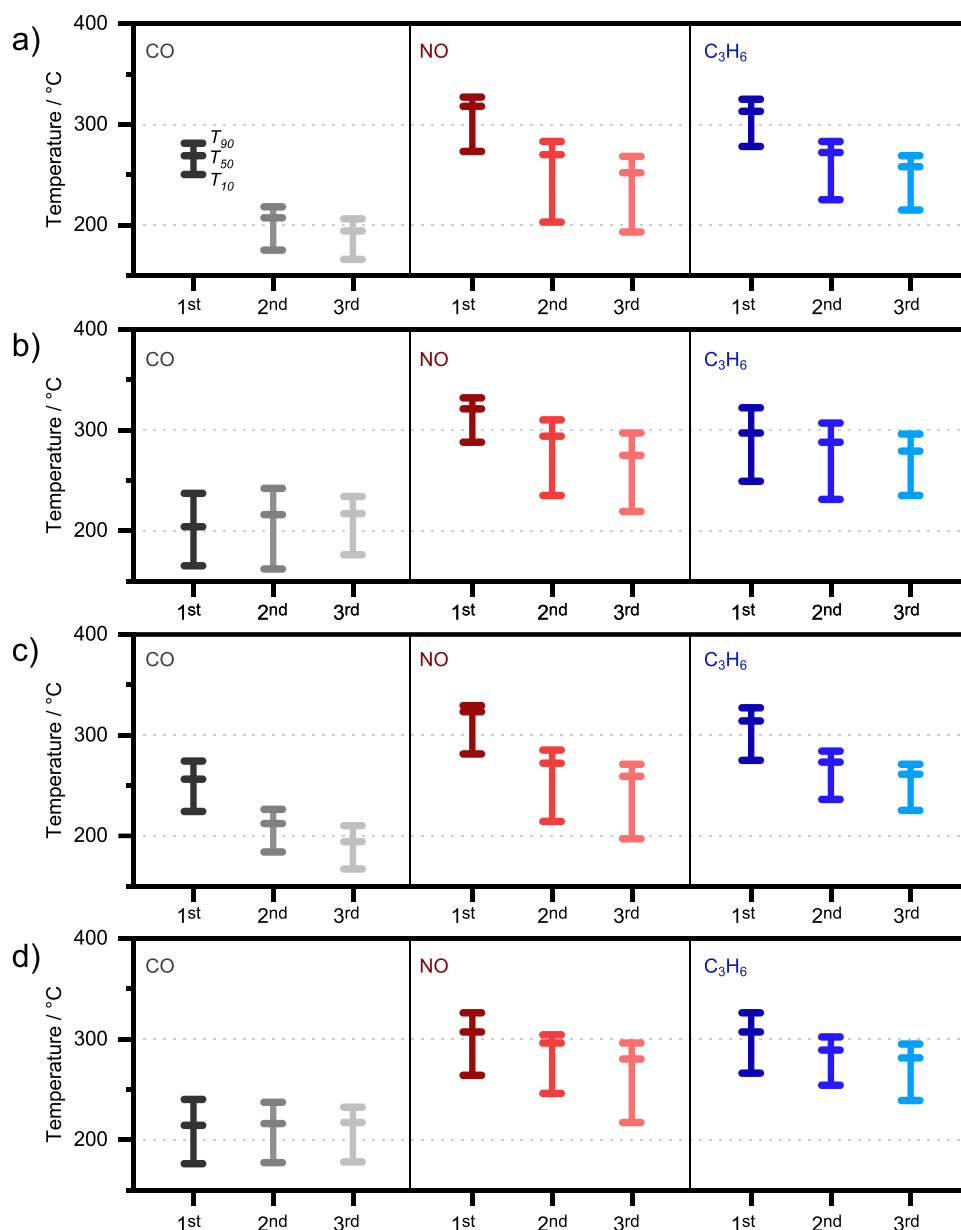 a)
400
300
200
Temperature / °C
CO
NO
C₃H₆
T₉₀
T₅₀
T₁₀
1ˢᵗ 2ⁿᵈ 3ʳᵈ 1ˢᵗ 2ⁿᵈ 3ʳᵈ 1ˢᵗ 2ⁿᵈ 3ʳᵈ
b)
400
300
200
Temperature / °C
CO
NO
C₃H₆
1ˢᵗ 2ⁿᵈ 3ʳᵈ 1ˢᵗ 2ⁿᵈ 3ʳᵈ 1ˢᵗ 2ⁿᵈ 3ʳᵈ
c)
400
300
200
Temperature / °C
CO
NO
C₃H₆
1ˢᵗ 2ⁿᵈ 3ʳᵈ 1ˢᵗ 2ⁿᵈ 3ʳᵈ 1ˢᵗ 2ⁿᵈ 3ʳᵈ
d)
400
300
200
Temperature / °C
CO
NO
C₃H₆
1ˢᵗ 2ⁿᵈ 3ʳᵈ 1ˢᵗ 2ⁿᵈ 3ʳᵈ 1ˢᵗ 2ⁿᵈ 3ʳᵈ